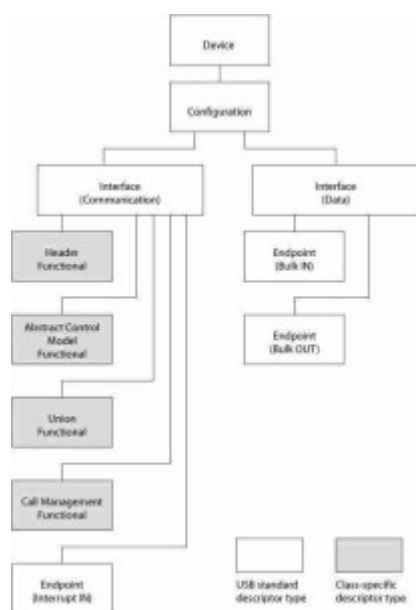 Device
Configuration
Interface
(Communication)
Interface
(Data)
Header
Functional
Endpoint
(Bulk IN)
Abstract Control
Model
Functional
Endpoint
(Bulk OUT)
Union
Functional
Call Management
Functional
Endpoint
(Interrupt IN)
USB standard
descriptor type
Class-specific
descriptor type